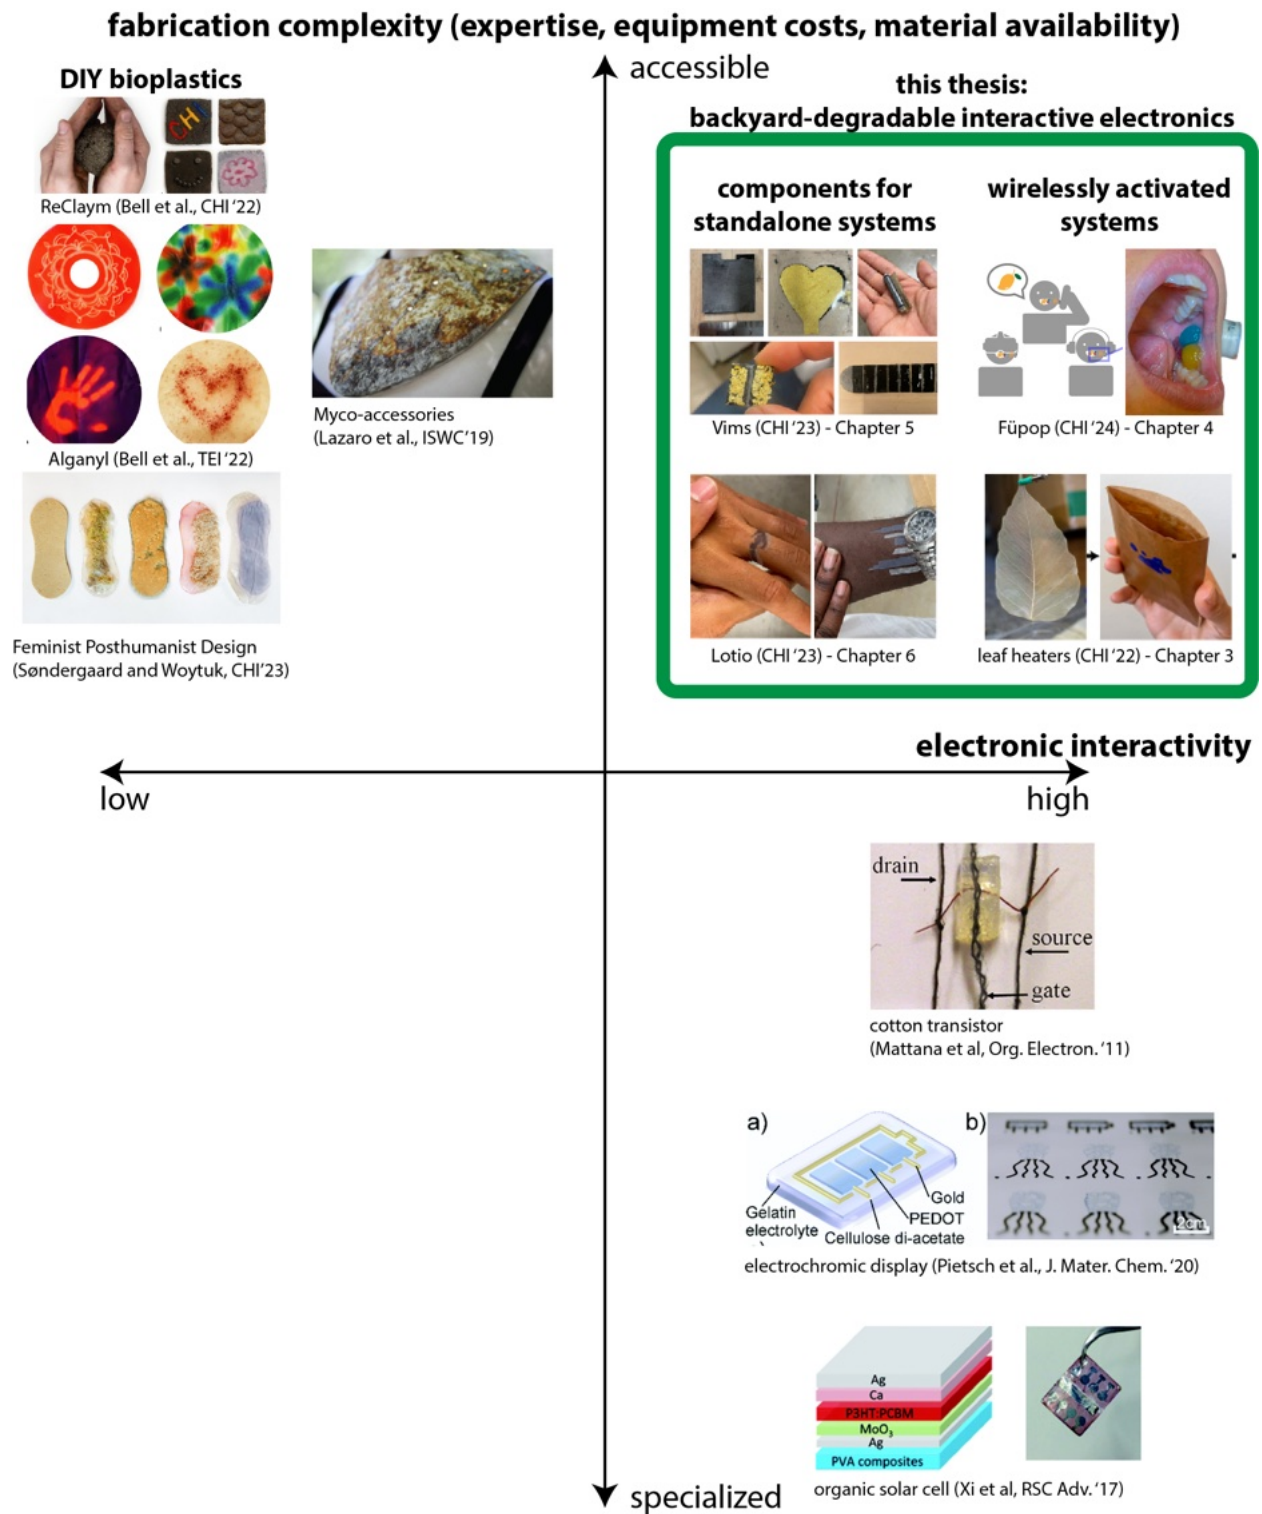 fabrication complexity (expertise, equipment costs, material availability)
accessible
DIY bioplastics
CHI
ReClaym (Bell et al., CHI '22)
Alganyl (Bell et al., TEI '22)
Feminist Posthumanist Design
(Søndergaard and Woytuk, CHI'23)
Myco-accessories
(Lazaro et al., ISWC'19)
this thesis:
backyard-degradable interactive electronics
components for
standalone systems
Vims (CHI '23) - Chapter 5
Lotio (CHI '23) - Chapter 6
wirelessly activated
systems
Füpop (CHI '24) - Chapter 4
leaf heaters (CHI '22) - Chapter 3
electronic interactivity
low
high
drain
source
gate
cotton transistor
(Mattana et al, Org. Electron. '11)
a)
Gelatin
electrolyte
Gold
PEDOT
Cellulose di-acetate
b)
2cm
electrochromic display (Pietsch et al., J. Mater. Chem. '20)
Ag
Ca
P3HT:PCBM
MoO₃
Ag
PVA composites
organic solar cell (Xi et al, RSC Adv. '17)
specialized